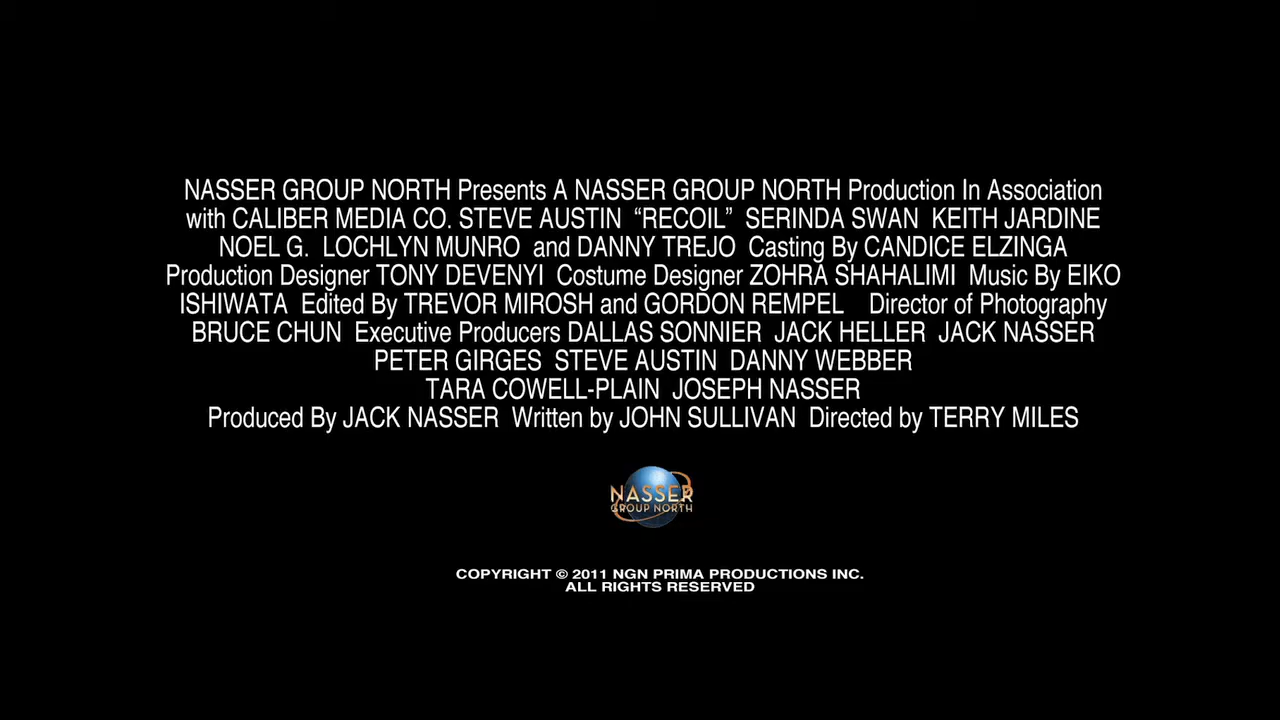 NASSER GROUP NORTH Presents A NASSER GROUP NORTH Production In Association
with CALIBER MEDIA CO. STEVE AUSTIN “RECOIL” SERINDA SWAN KEITH JARDINE
NOEL G. LOCHLYN MUNRO and DANNY TREJO Casting By CANDICE ELZINGA
Production Designer TONY DEVENYI Costume Designer ZOHRA SHAHALIMI Music By EIKO
ISHIWATA Edited By TREVOR MIROSH and GORDON REMPEL Director of Photography
BRUCE CHUN Executive Producers DALLAS SONNIER JACK HELLER JACK NASSER
PETER GIRGES STEVE AUSTIN DANNY WEBBER
TARA COWELL-PLAIN JOSEPH NASSER
Produced By JACK NASSER Written by JOHN SULLIVAN Directed by TERRY MILES
NASSER
GROUP NORTH
COPYRIGHT © 2011 NGN PRIMA PRODUCTIONS INC.
ALL RIGHTS RESERVED